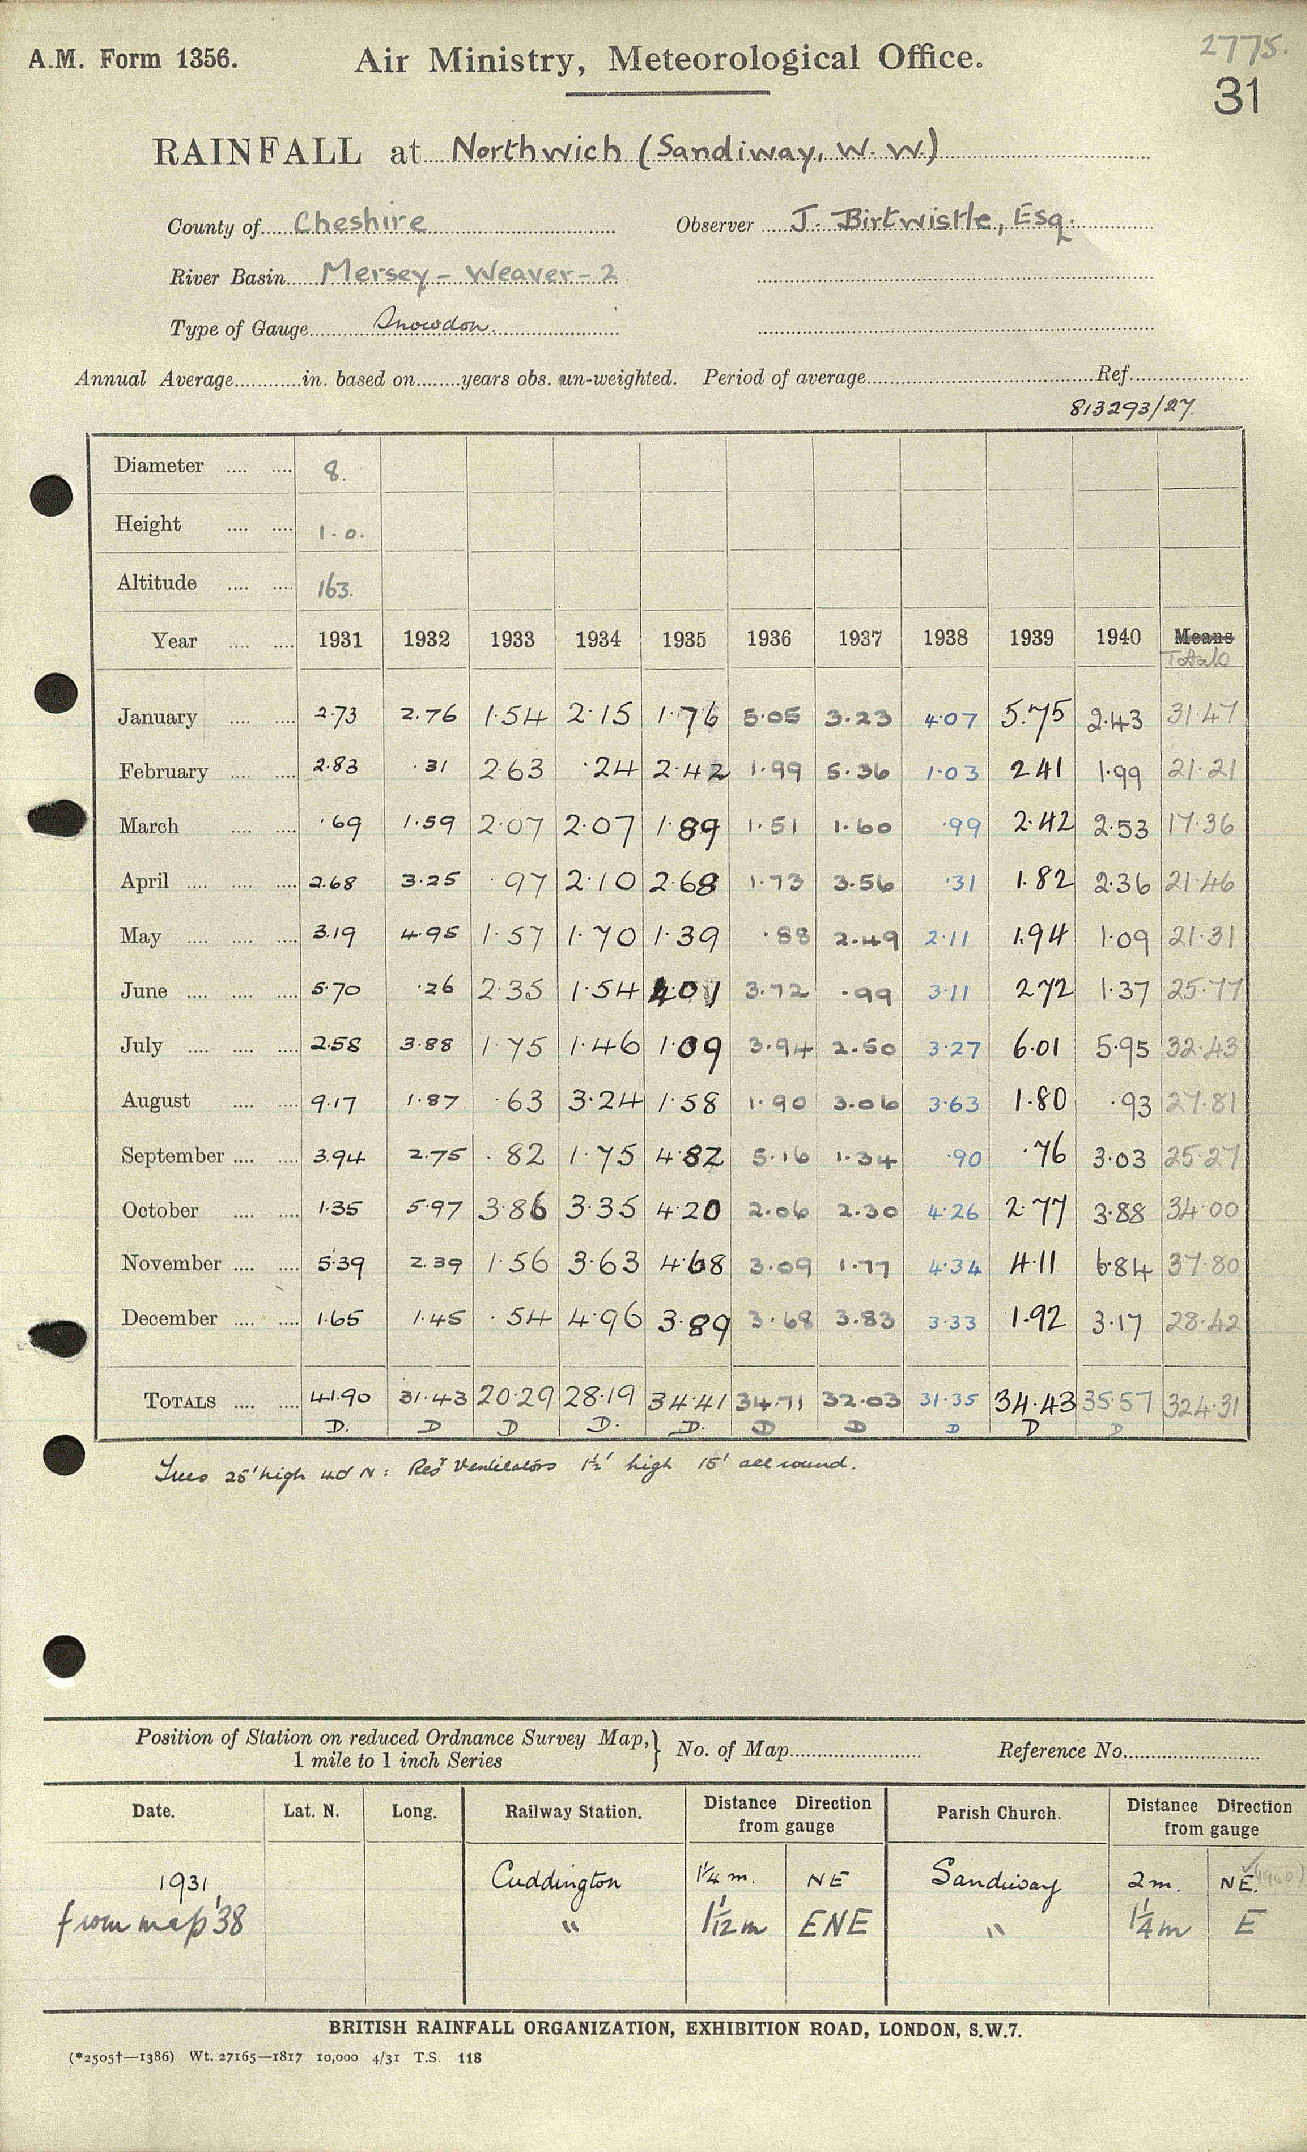 2775.
A.M. Form 1356. Air Ministry, Meteorological Office.
31
RAINFALL at Northwich (Sandiway, W.W.)
County of Cheshire Observer J. Birtwistle, Esq.
River Basin Mersey - Weaver - 2
Type of Gauge Snowdon.
Annual Average in. based on years obs. un-weighted. Period of average Ref.
813293/27
Diameter 8.
Height 1.0.
Altitude 163.
Year 1931 1932 1933 1934 1935 1936 1937 1938 1939 1940 Means
Totals
January 2.73 2.76 1.54 2.15 1.76 5.05 3.23 4.07 5.75 2.43 31.47
February 2.83 .31 2.63 .24 2.42 1.99 5.36 1.03 2.41 1.99 21.21
March .69 1.59 2.07 2.07 1.89 1.51 1.60 .99 2.42 2.53 17.36
April 2.68 3.25 .97 2.10 2.68 1.73 3.56 .31 1.82 2.36 21.46
May 3.19 4.95 1.57 1.70 1.39 .88 2.49 2.11 1.94 1.09 21.31
June 5.70 .26 2.35 1.54 4.01 3.72 .99 3.11 2.72 1.37 25.77
July 2.58 3.88 1.75 1.46 1.09 3.94 2.50 3.27 6.01 5.95 32.43
August 9.17 1.87 .63 3.24 1.58 1.90 3.06 3.63 1.80 .93 27.81
September 3.94 2.75 .82 1.75 4.82 5.16 1.34 .90 .76 3.03 25.27
October 1.35 5.97 3.86 3.35 4.20 2.06 2.30 4.26 2.77 3.88 34.00
November 5.39 2.39 1.56 3.63 4.68 3.09 1.77 4.34 4.11 6.84 37.80
December 1.65 1.45 .54 4.96 3.89 3.68 3.83 3.33 1.92 3.17 28.42
TOTALS 41.90 31.43 20.29 28.19 34.41 34.71 32.03 31.35 34.43 35.57 324.31
D. D D D. D. D D D D D
Trees 25' high 40' N: Resr Ventilators 1½' high 15' all round.
Position of Station on reduced Ordnance Survey Map,
1 mile to 1 inch Series } No. of Map Reference No.
Date. Lat. N. Long. Railway Station. Distance Direction from gauge Parish Church. Distance Direction from gauge
1931 Cuddington 1¼ m. NE Sandiway 2 m. NE.
from map '38 " 1 1/12 m ENE " 1¼ m E
BRITISH RAINFALL ORGANIZATION, EXHIBITION ROAD, LONDON, S.W.7.
(*2505†—1386) Wt. 27165—1817 10,000 4/31 T.S. 118